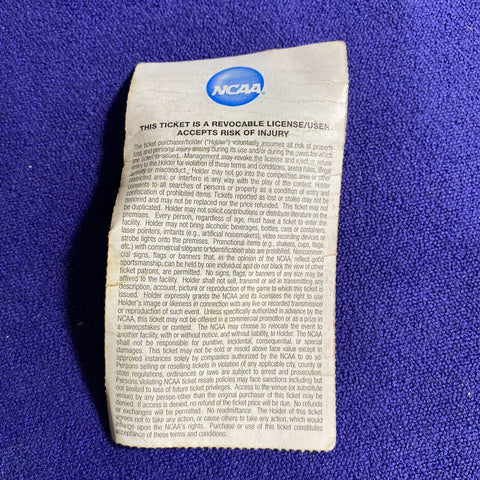 NCAA
THIS TICKET IS A REVOCABLE LICENSE/USER
ACCEPTS RISK OF INJURY
The ticket purchaser/holder ("Holder") voluntarily assumes all risk of property
loss and personal injury arising during its use and/or during the event for which
the ticket is issued. Management may revoke the license and eject or refuse
entry to the Holder for violation of these terms and conditions, arena rules, illegal
activity or misconduct. Holder may not go into the competition area or other
restricted area) or interfere in any way with the play of the contest. Holder
consents to all searches of persons or property as a condition of entry and
confiscation of prohibited items. Tickets reported as lost or stolen may not be
honored and may not be replaced nor the price refunded. This ticket may not
be duplicated. Holder may not solicit contributions or distribute literature on the
premises. Every person, regardless of age, must have a ticket to enter the
facility. Holder may not bring alcoholic beverages, bottles, cans or containers,
laser pointers, irritants (e.g., artificial noisemakers), video recording devices or
strobe lights onto the premises. Promotional items (e.g., shakers, cups, flags,
etc.) with commercial slogans or identification also are prohibited. Noncommer-
cial signs, flags or banners that, in the opinion of the NCAA, reflect good
sportsmanship, can be held by one individual and do not block the view of other
ticket patrons, are permitted. No signs, flags, or banners of any size may be
affixed to the facility. Holder shall not sell, transmit or aid in transmitting any
description, account, picture or reproduction of the game to which this ticket is
issued. Holder expressly grants the NCAA and its licensees the right to use
Holder's image or likeness in connection with any live or recorded transmission
or reproduction of such event. Unless specifically authorized in advance by the
NCAA, this ticket may not be offered in a commercial promotion or as a prize in
a sweepstakes or contest. The NCAA may choose to relocate the event to
another facility, with or without notice, and without liability, to Holder. The NCAA
shall not be responsible for punitive, incidental, consequential, or special
damages. This ticket may not be sold or resold above face value except in
approved instances solely by companies authorized by the NCAA to do so.
Persons selling or reselling tickets in violation of any applicable city, county or
state regulations, ordinances or laws are subject to arrest and prosecution.
Persons violating NCAA ticket resale policies may face sanctions including but
not limited to loss of future ticket privileges. Access to the venue (or substitute
venue) by any person other than the original purchaser of this ticket may be
denied. If access is denied, no refund of the ticket price will be due. No refunds
or exchanges will be permitted. No readmittance. The Holder of this ticket
agrees not to take any action, or cause others to take any action, which would
infringe upon the NCAA's rights. Purchase or use of this ticket constitutes
acceptance of these terms and conditions.